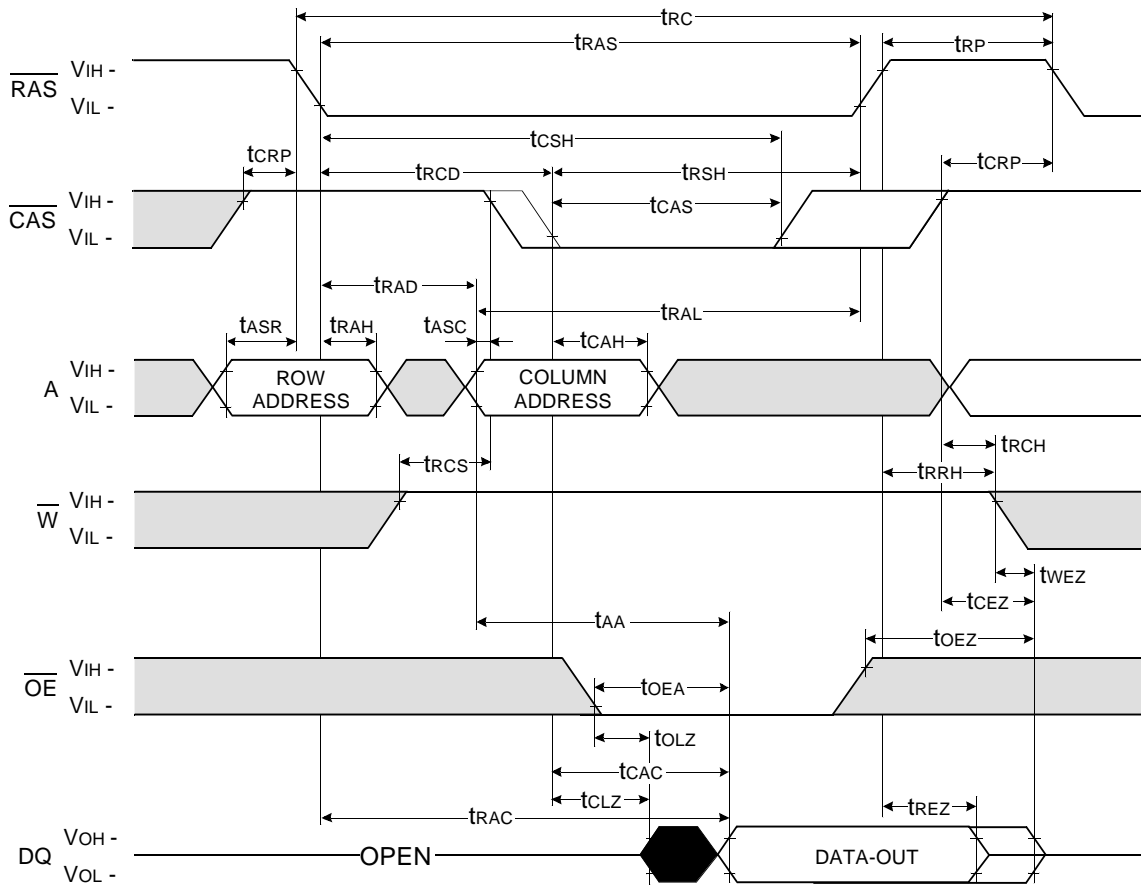 tRC
tRAS
tRP
RAS
VIH -
VIL -
tCSH
tCRP
tRCD
tRSH
tCRP
CAS
VIH -
VIL -
tCAS
tRAD
tRAL
tASR
tRAH
tASC
tCAH
A
VIH -
VIL -
ROW
ADDRESS
COLUMN
ADDRESS
tRCS
tRCH
tRRH
W
VIH -
VIL -
tWEZ
tCEZ
tAA
tOEZ
OE
VIH -
VIL -
tOEA
tOLZ
tCAC
tCLZ
tREZ
tRAC
DQ
VOH -
VOL -
OPEN
DATA-OUT